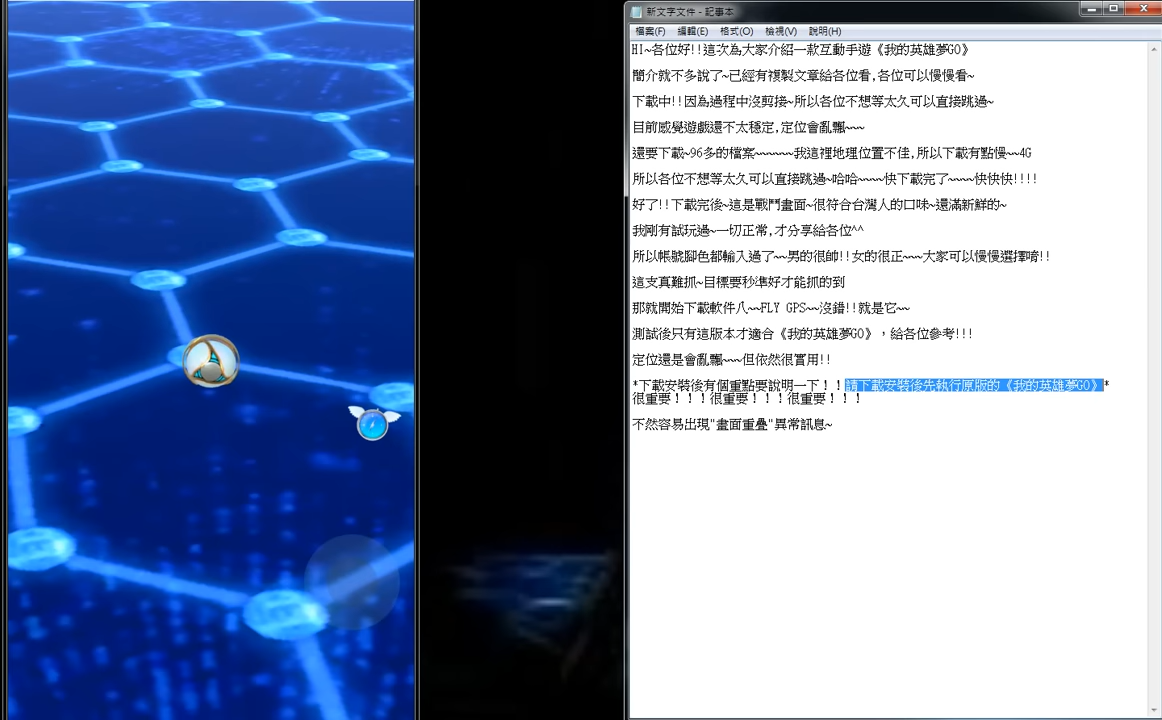 新文字文件 - 記事本
檔案(F) 編輯(E) 格式(O) 檢視(V) 說明(H)
HI~各位好!!這次為大家介紹一款互動手遊《我的英雄夢GO》
簡介就不多說了~已經有複製文章給各位看,各位可以慢慢看~
下載中!!因為過程中沒剪接~所以各位不想等太久可以直接跳過~
目前感覺遊戲還不太穩定,定位會亂飄~~~
還要下載~96多的檔案~~~~~~我這裡地理位置不佳,所以下載有點慢~~4G
所以各位不想等太久可以直接跳過~哈哈~~~~快下載完了~~~~快快快!!!!
好了!!下載完後~這是戰鬥畫面~很符合台灣人的口味~還滿新鮮的~
我剛有試玩過~一切正常,才分享給各位^^
所以帳號腳色都輸入過了~~男的很帥!!女的很正~~~大家可以慢慢選擇唷!!
這支真難抓~目標要秒準好才能抓的到
那就開始下載軟件八~~FLY GPS~~沒錯!!就是它~~
測試後只有這版本才適合《我的英雄夢GO》，給各位參考!!!
定位還是會亂飄~~~但依然很實用!!
*下載安裝後有個重點要說明一下！！請下載安裝後先執行原版的《我的英雄夢GO》*
很重要！！！很重要！！！很重要！！！
不然容易出現"畫面重疊"異常訊息~